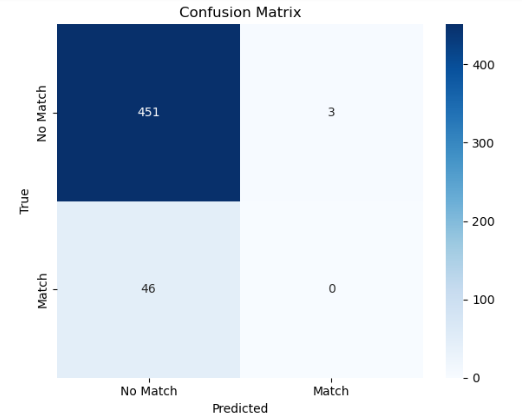 Confusion Matrix
No Match
Match
True
451
3
46
0
No Match
Match
Predicted
400
300
200
100
0